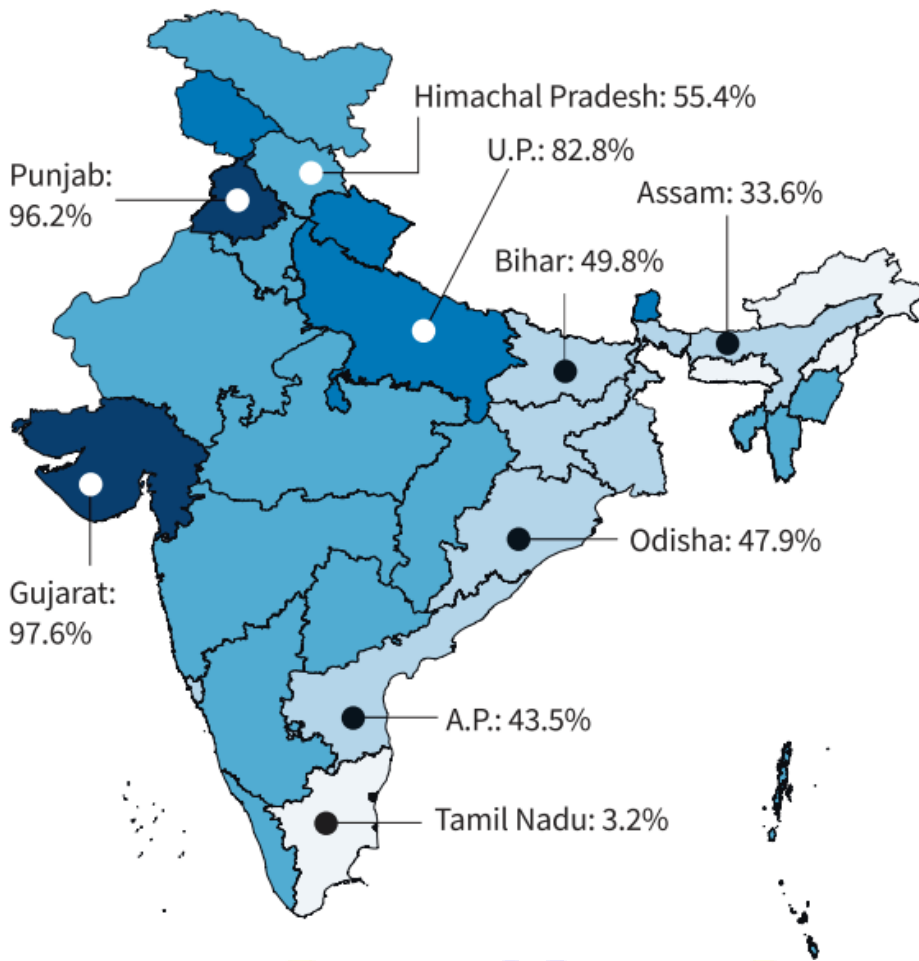 Himachal Pradesh: 55.4%
U.P.: 82.8%
Punjab:
96.2%
Assam: 33.6%
Bihar: 49.8%
Odisha: 47.9%
Gujarat:
97.6%
A.P.: 43.5%
Tamil Nadu: 3.2%